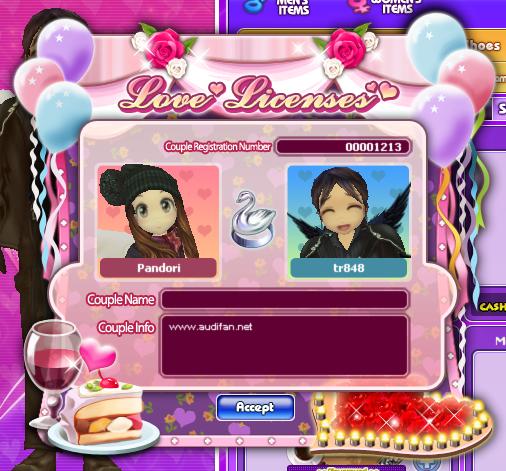 MEN'S
ITEMS
WOMEN'S
ITEMS
hoes
Love Licenses
Couple Registration Number
00001213
Pandori
tr848
Couple Name
Couple Info
www.audifan.net
CASH
Accept